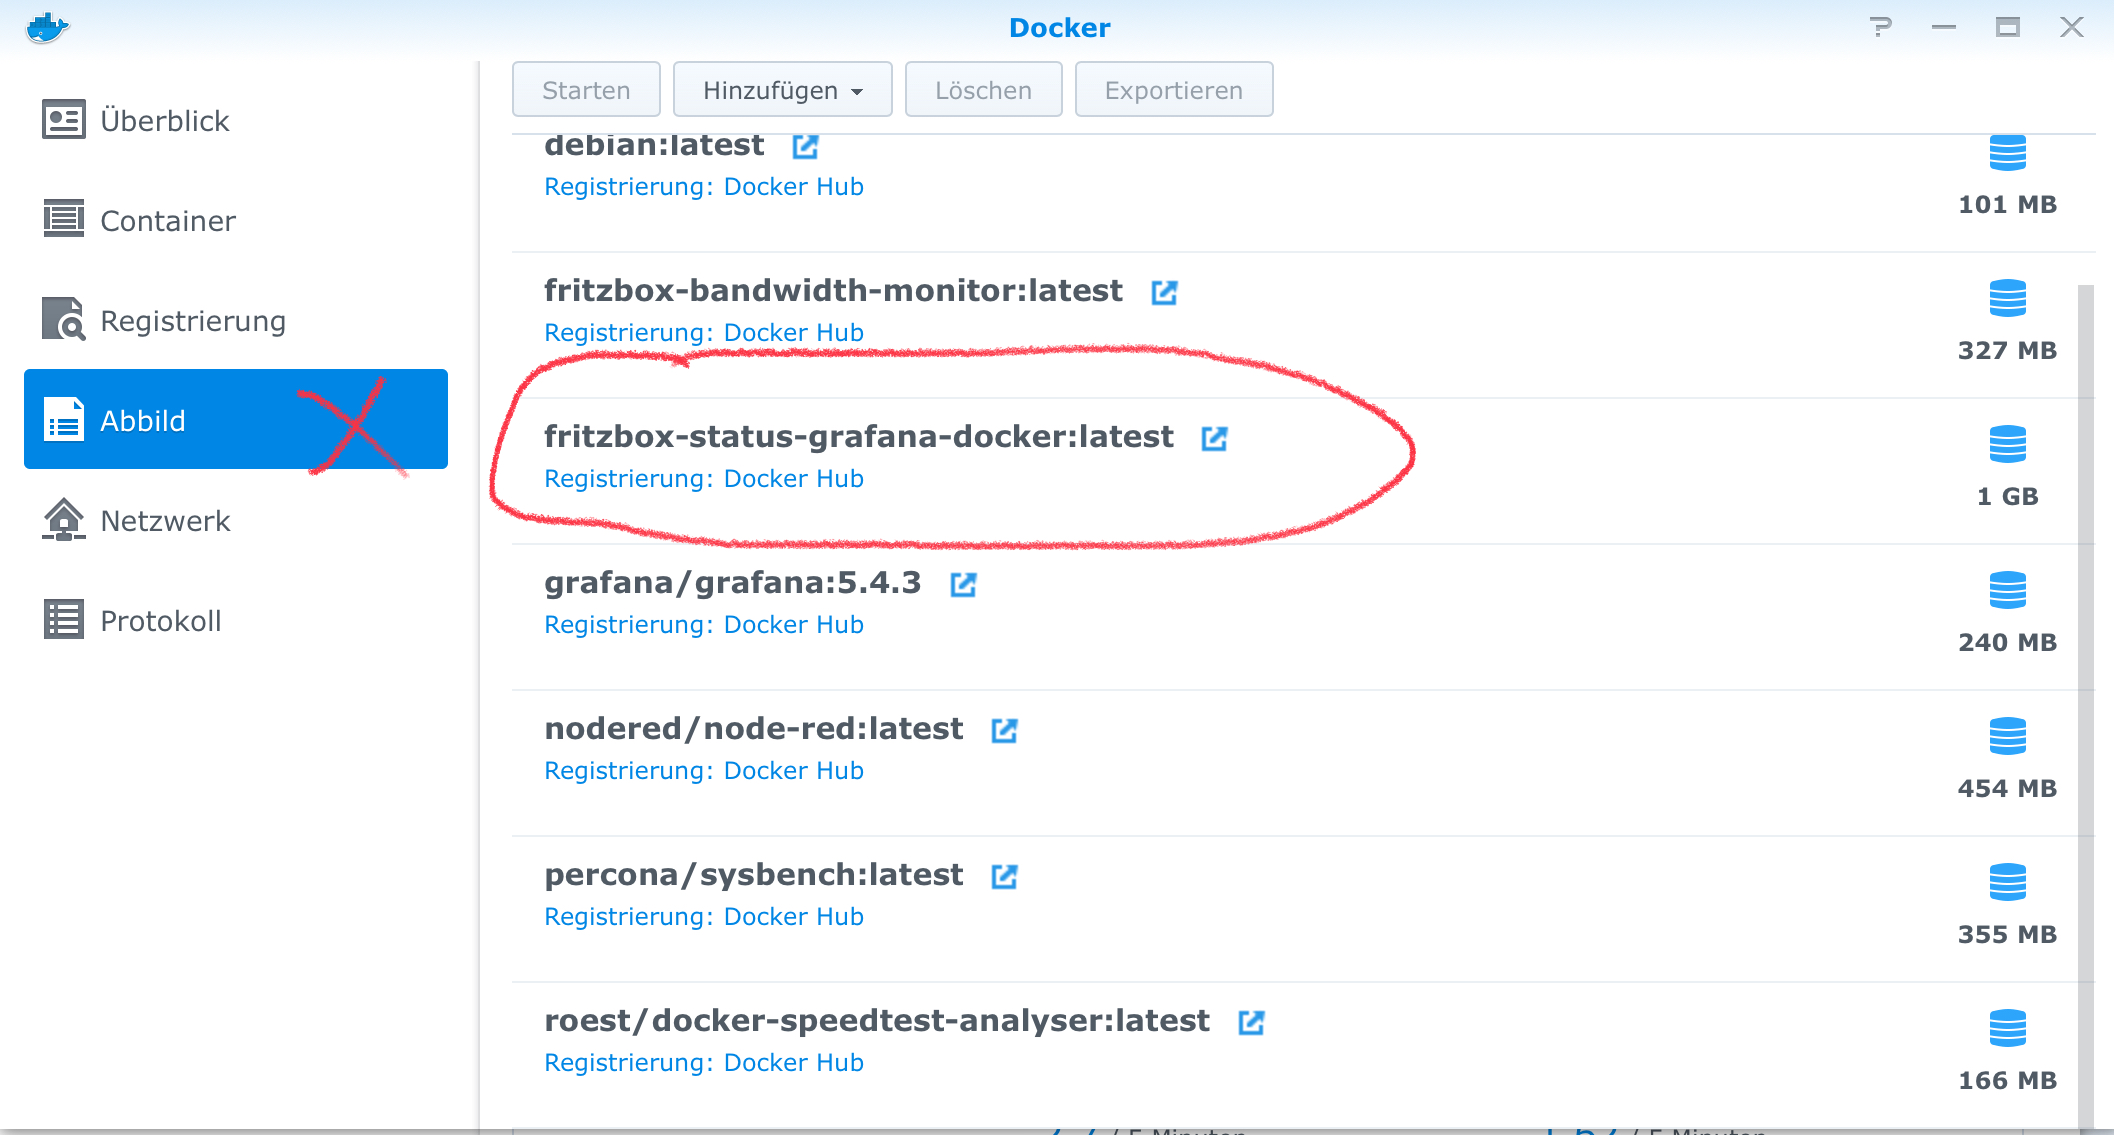 Docker
Überblick
Container
Registrierung
Abbild
Netzwerk
Protokoll
Starten
Hinzufügen
Löschen
Exportieren
debian:latest
Registrierung: Docker Hub
101 MB
fritzbox-bandwidth-monitor:latest
Registrierung: Docker Hub
327 MB
fritzbox-status-grafana-docker:latest
Registrierung: Docker Hub
1 GB
grafana/grafana:5.4.3
Registrierung: Docker Hub
240 MB
nodered/node-red:latest
Registrierung: Docker Hub
454 MB
percona/sysbench:latest
Registrierung: Docker Hub
355 MB
roest/docker-speedtest-analyser:latest
Registrierung: Docker Hub
166 MB